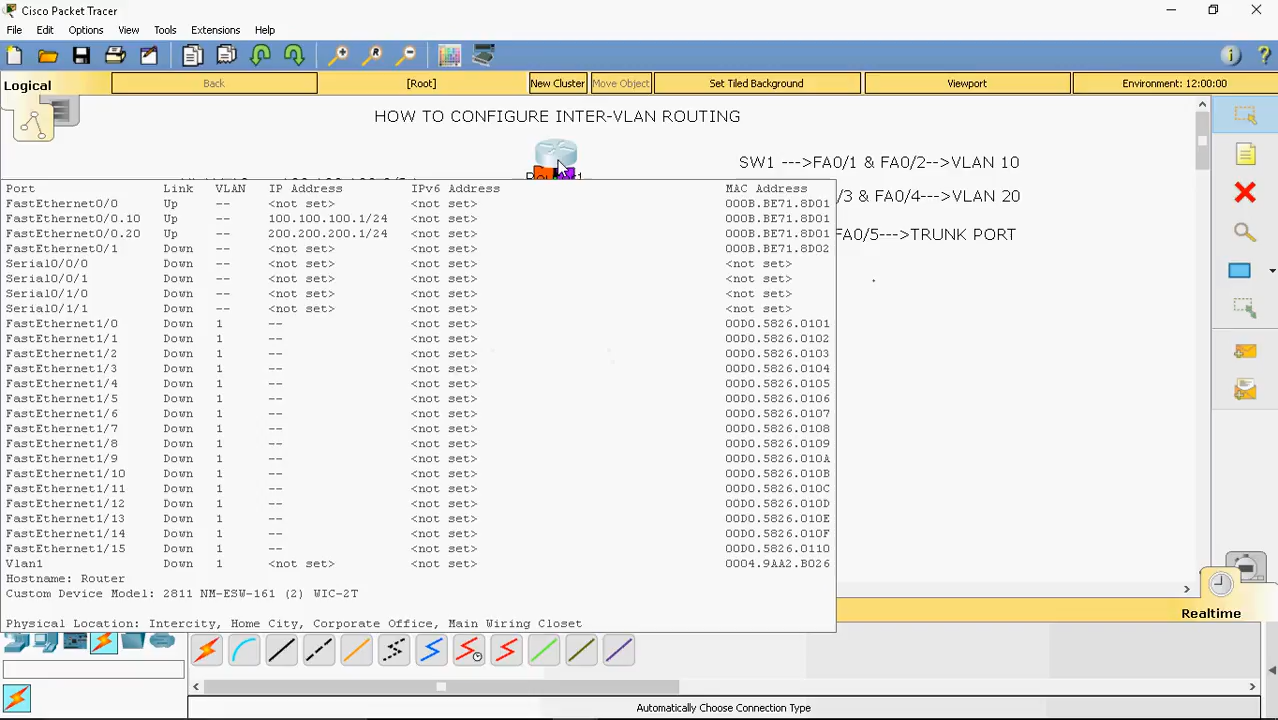 Cisco Packet Tracer
File Edit Options View Tools Extensions Help
Logical Back [Root] New Cluster Move Object Set Tiled Background Viewport Environment: 12:00:00
HOW TO CONFIGURE INTER-VLAN ROUTING
SW1 --->FA0/1 & FA0/2-->VLAN 10
/3 & FA0/4--->VLAN 20
FA0/5--->TRUNK PORT
Port Link VLAN IP Address IPv6 Address MAC Address
FastEthernet0/0 Up -- <not set> <not set> 000B.BE71.8D01
FastEthernet0/0.10 Up -- 100.100.100.1/24 <not set> 000B.BE71.8D01
FastEthernet0/0.20 Up -- 200.200.200.1/24 <not set> 000B.BE71.8D01
FastEthernet0/1 Down -- <not set> <not set> 000B.BE71.8D02
Serial0/0/0 Down -- <not set> <not set> <not set>
Serial0/0/1 Down -- <not set> <not set> <not set>
Serial0/1/0 Down -- <not set> <not set> <not set>
Serial0/1/1 Down -- <not set> <not set> <not set>
FastEthernet1/0 Down 1 -- <not set> 00D0.5826.0101
FastEthernet1/1 Down 1 -- <not set> 00D0.5826.0102
FastEthernet1/2 Down 1 -- <not set> 00D0.5826.0103
FastEthernet1/3 Down 1 -- <not set> 00D0.5826.0104
FastEthernet1/4 Down 1 -- <not set> 00D0.5826.0105
FastEthernet1/5 Down 1 -- <not set> 00D0.5826.0106
FastEthernet1/6 Down 1 -- <not set> 00D0.5826.0107
FastEthernet1/7 Down 1 -- <not set> 00D0.5826.0108
FastEthernet1/8 Down 1 -- <not set> 00D0.5826.0109
FastEthernet1/9 Down 1 -- <not set> 00D0.5826.010A
FastEthernet1/10 Down 1 -- <not set> 00D0.5826.010B
FastEthernet1/11 Down 1 -- <not set> 00D0.5826.010C
FastEthernet1/12 Down 1 -- <not set> 00D0.5826.010D
FastEthernet1/13 Down 1 -- <not set> 00D0.5826.010E
FastEthernet1/14 Down 1 -- <not set> 00D0.5826.010F
FastEthernet1/15 Down 1 -- <not set> 00D0.5826.0110
Vlan1 Down 1 <not set> <not set> 0004.9AA2.B026
Hostname: Router
Custom Device Model: 2811 NM-ESW-161 (2) WIC-2T
Physical Location: Intercity, Home City, Corporate Office, Main Wiring Closet
Realtime
Automatically Choose Connection Type